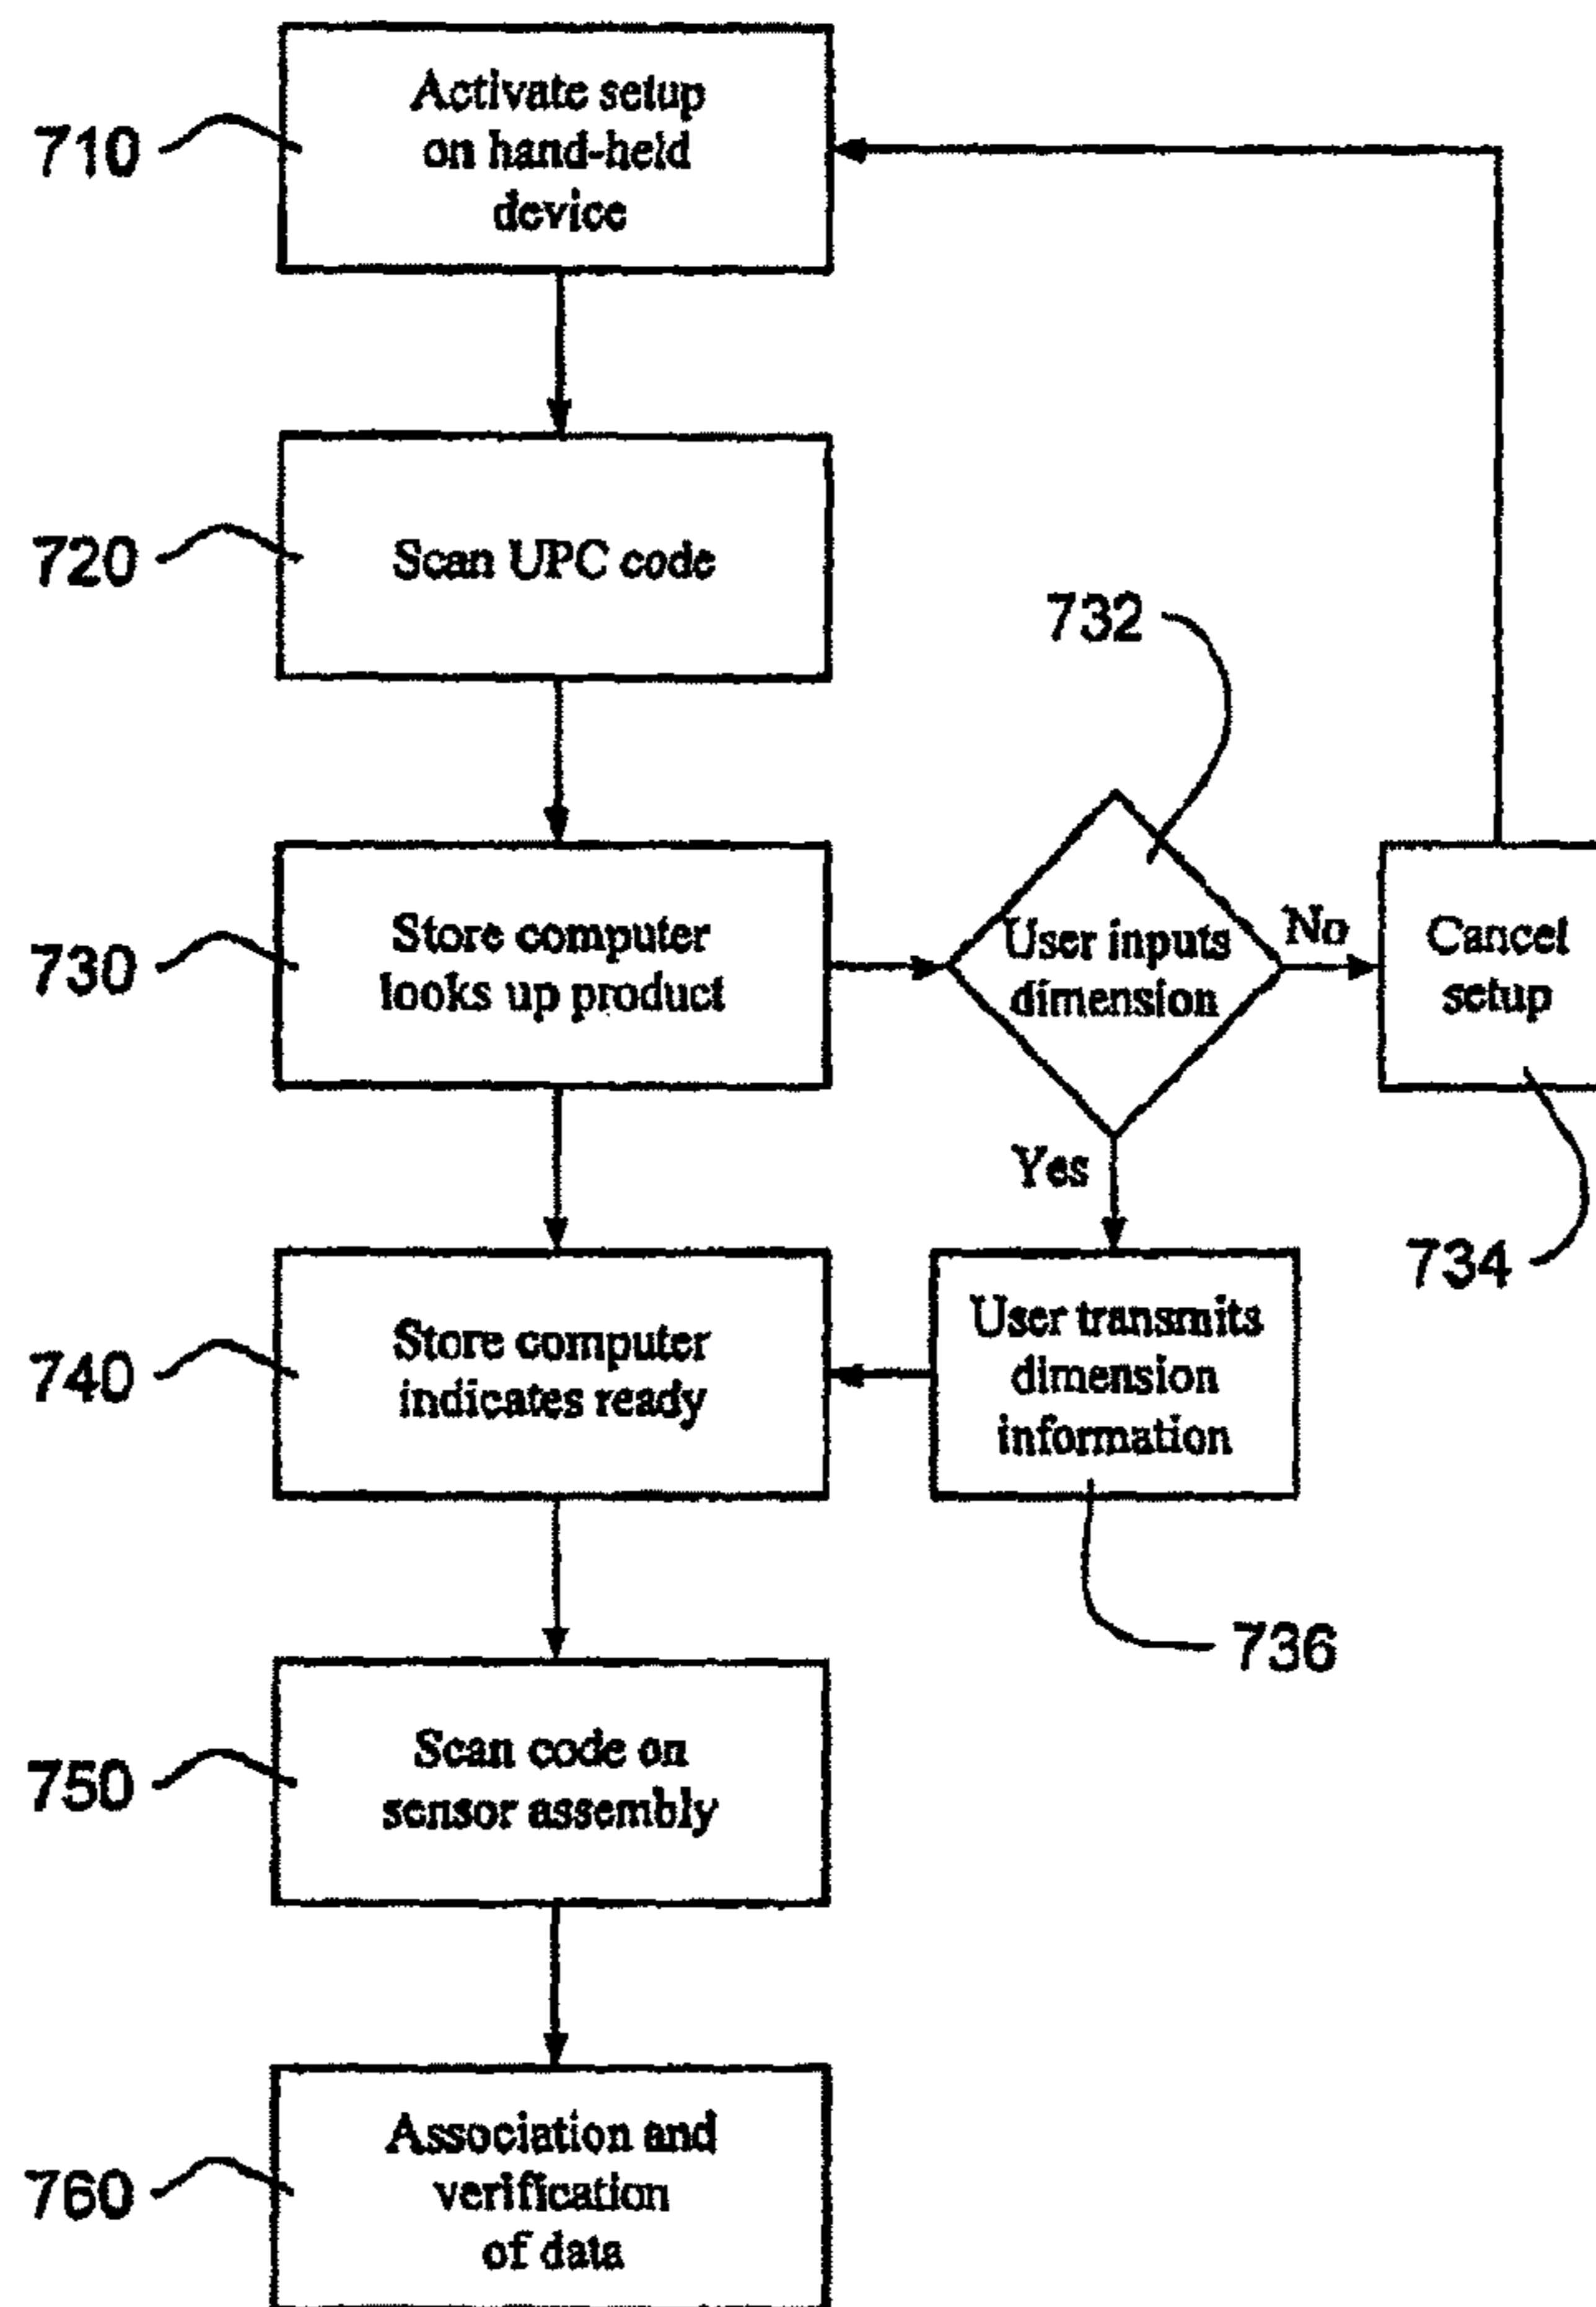 Activate setup
on hand-held
device
710
Scan UPC code
720
732
Store computer
looks up product
730
User inputs
dimension
No
Cancel
setup
Yes
734
Store computer
indicates ready
740
User transmits
dimension
information
736
Scan code on
sensor assembly
750
Association and
verification
of data
760